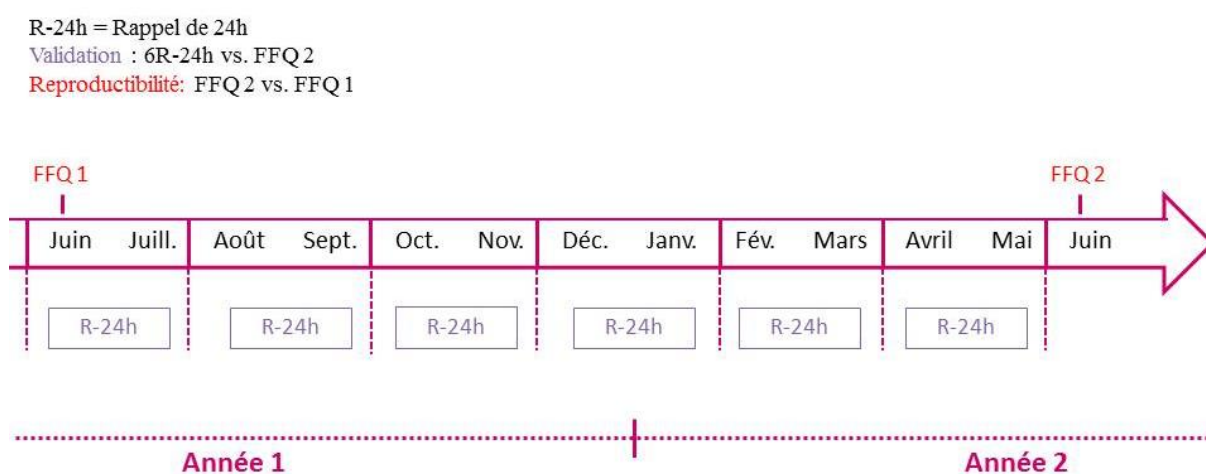 R-24h = Rappel de 24h
Validation : 6R-24h vs. FFQ 2
Reproductibilité: FFQ 2 vs. FFQ 1
FFQ 1 FFQ 2
Juin Juill. Août Sept. Oct. Nov. Déc. Janv. Fév. Mars Avril Mai Juin
R-24h R-24h R-24h R-24h R-24h R-24h
Année 1 Année 2